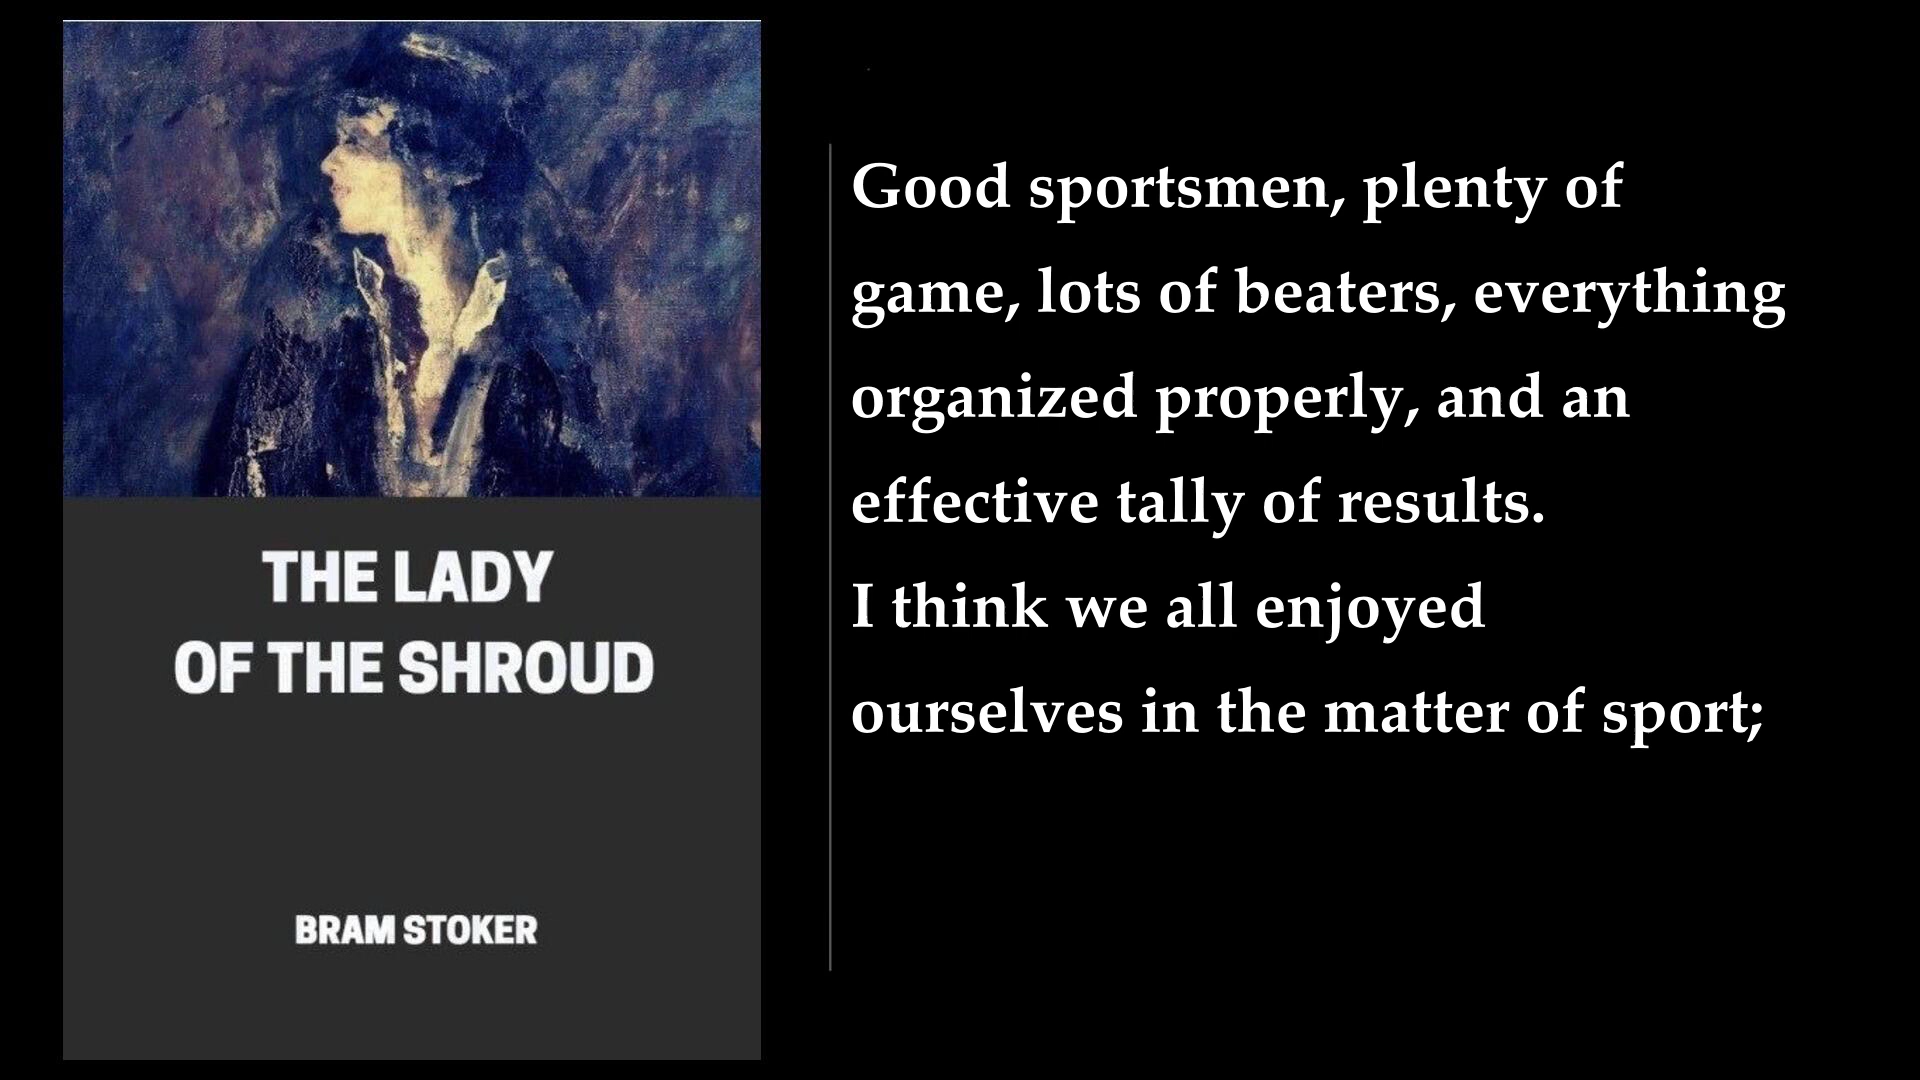 THE LADY
OF THE SHROUD
BRAM STOKER
Good sportsmen, plenty of
game, lots of beaters, everything
organized properly, and an
effective tally of results.
I think we all enjoyed
ourselves in the matter of sport;